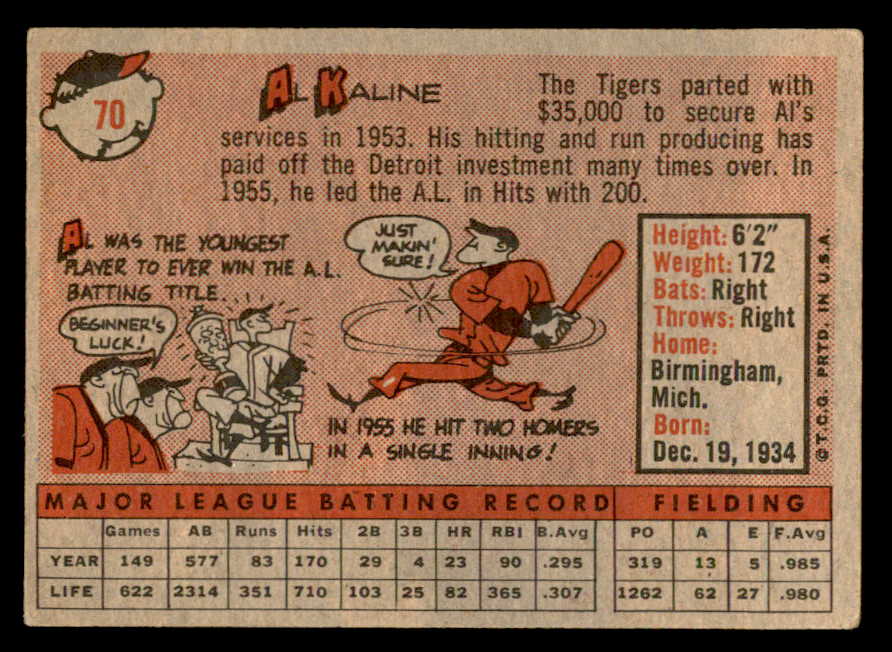 70
AL KALINE
The Tigers parted with
$35,000 to secure Al's
services in 1953. His hitting and run producing has
paid off the Detroit investment many times over. In
1955, he led the A.L. in Hits with 200.
AL WAS THE YOUNGEST
PLAYER TO EVER WIN THE A.L.
BATTING TITLE...
BEGINNER'S
LUCK!
JUST
MAKIN'
SURE!
IN 1955 HE HIT TWO HOMERS
IN A SINGLE INNING!
Height: 6'2"
Weight: 172
Bats: Right
Throws: Right
Home:
Birmingham,
Mich.
Born:
Dec. 19, 1934
©T.C.G. PRTD. IN U.S.A.
MAJOR LEAGUE BATTING RECORD FIELDING
Games AB Runs Hits 2B 3B HR RBI B.Avg PO A E F.Avg
YEAR 149 577 83 170 29 4 23 90 .295 319 13 5 .985
LIFE 622 2314 351 710 103 25 82 365 .307 1262 62 27 .980